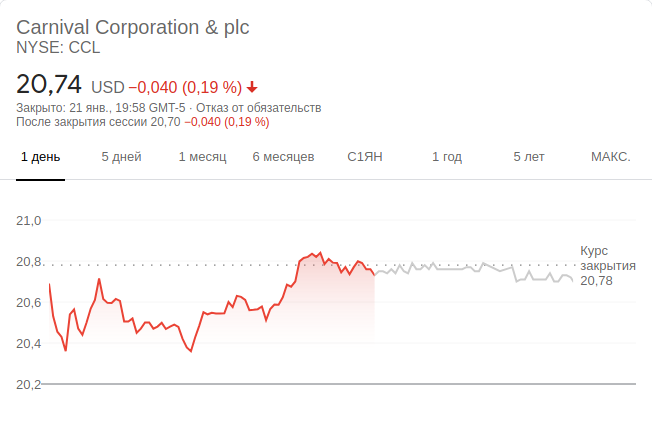 Carnival Corporation & plc
NYSE: CCL
20,74 USD −0,040 (0,19 %)
Закрыто: 21 янв., 19:58 GMT-5 · Отказ от обязательств
После закрытия сессии 20,70 −0,040 (0,19 %)
1 день 5 дней 1 месяц 6 месяцев С1ЯН 1 год 5 лет МАКС.
21,0
20,8
20,6
20,4
20,2
Курс
закрытия
20,78